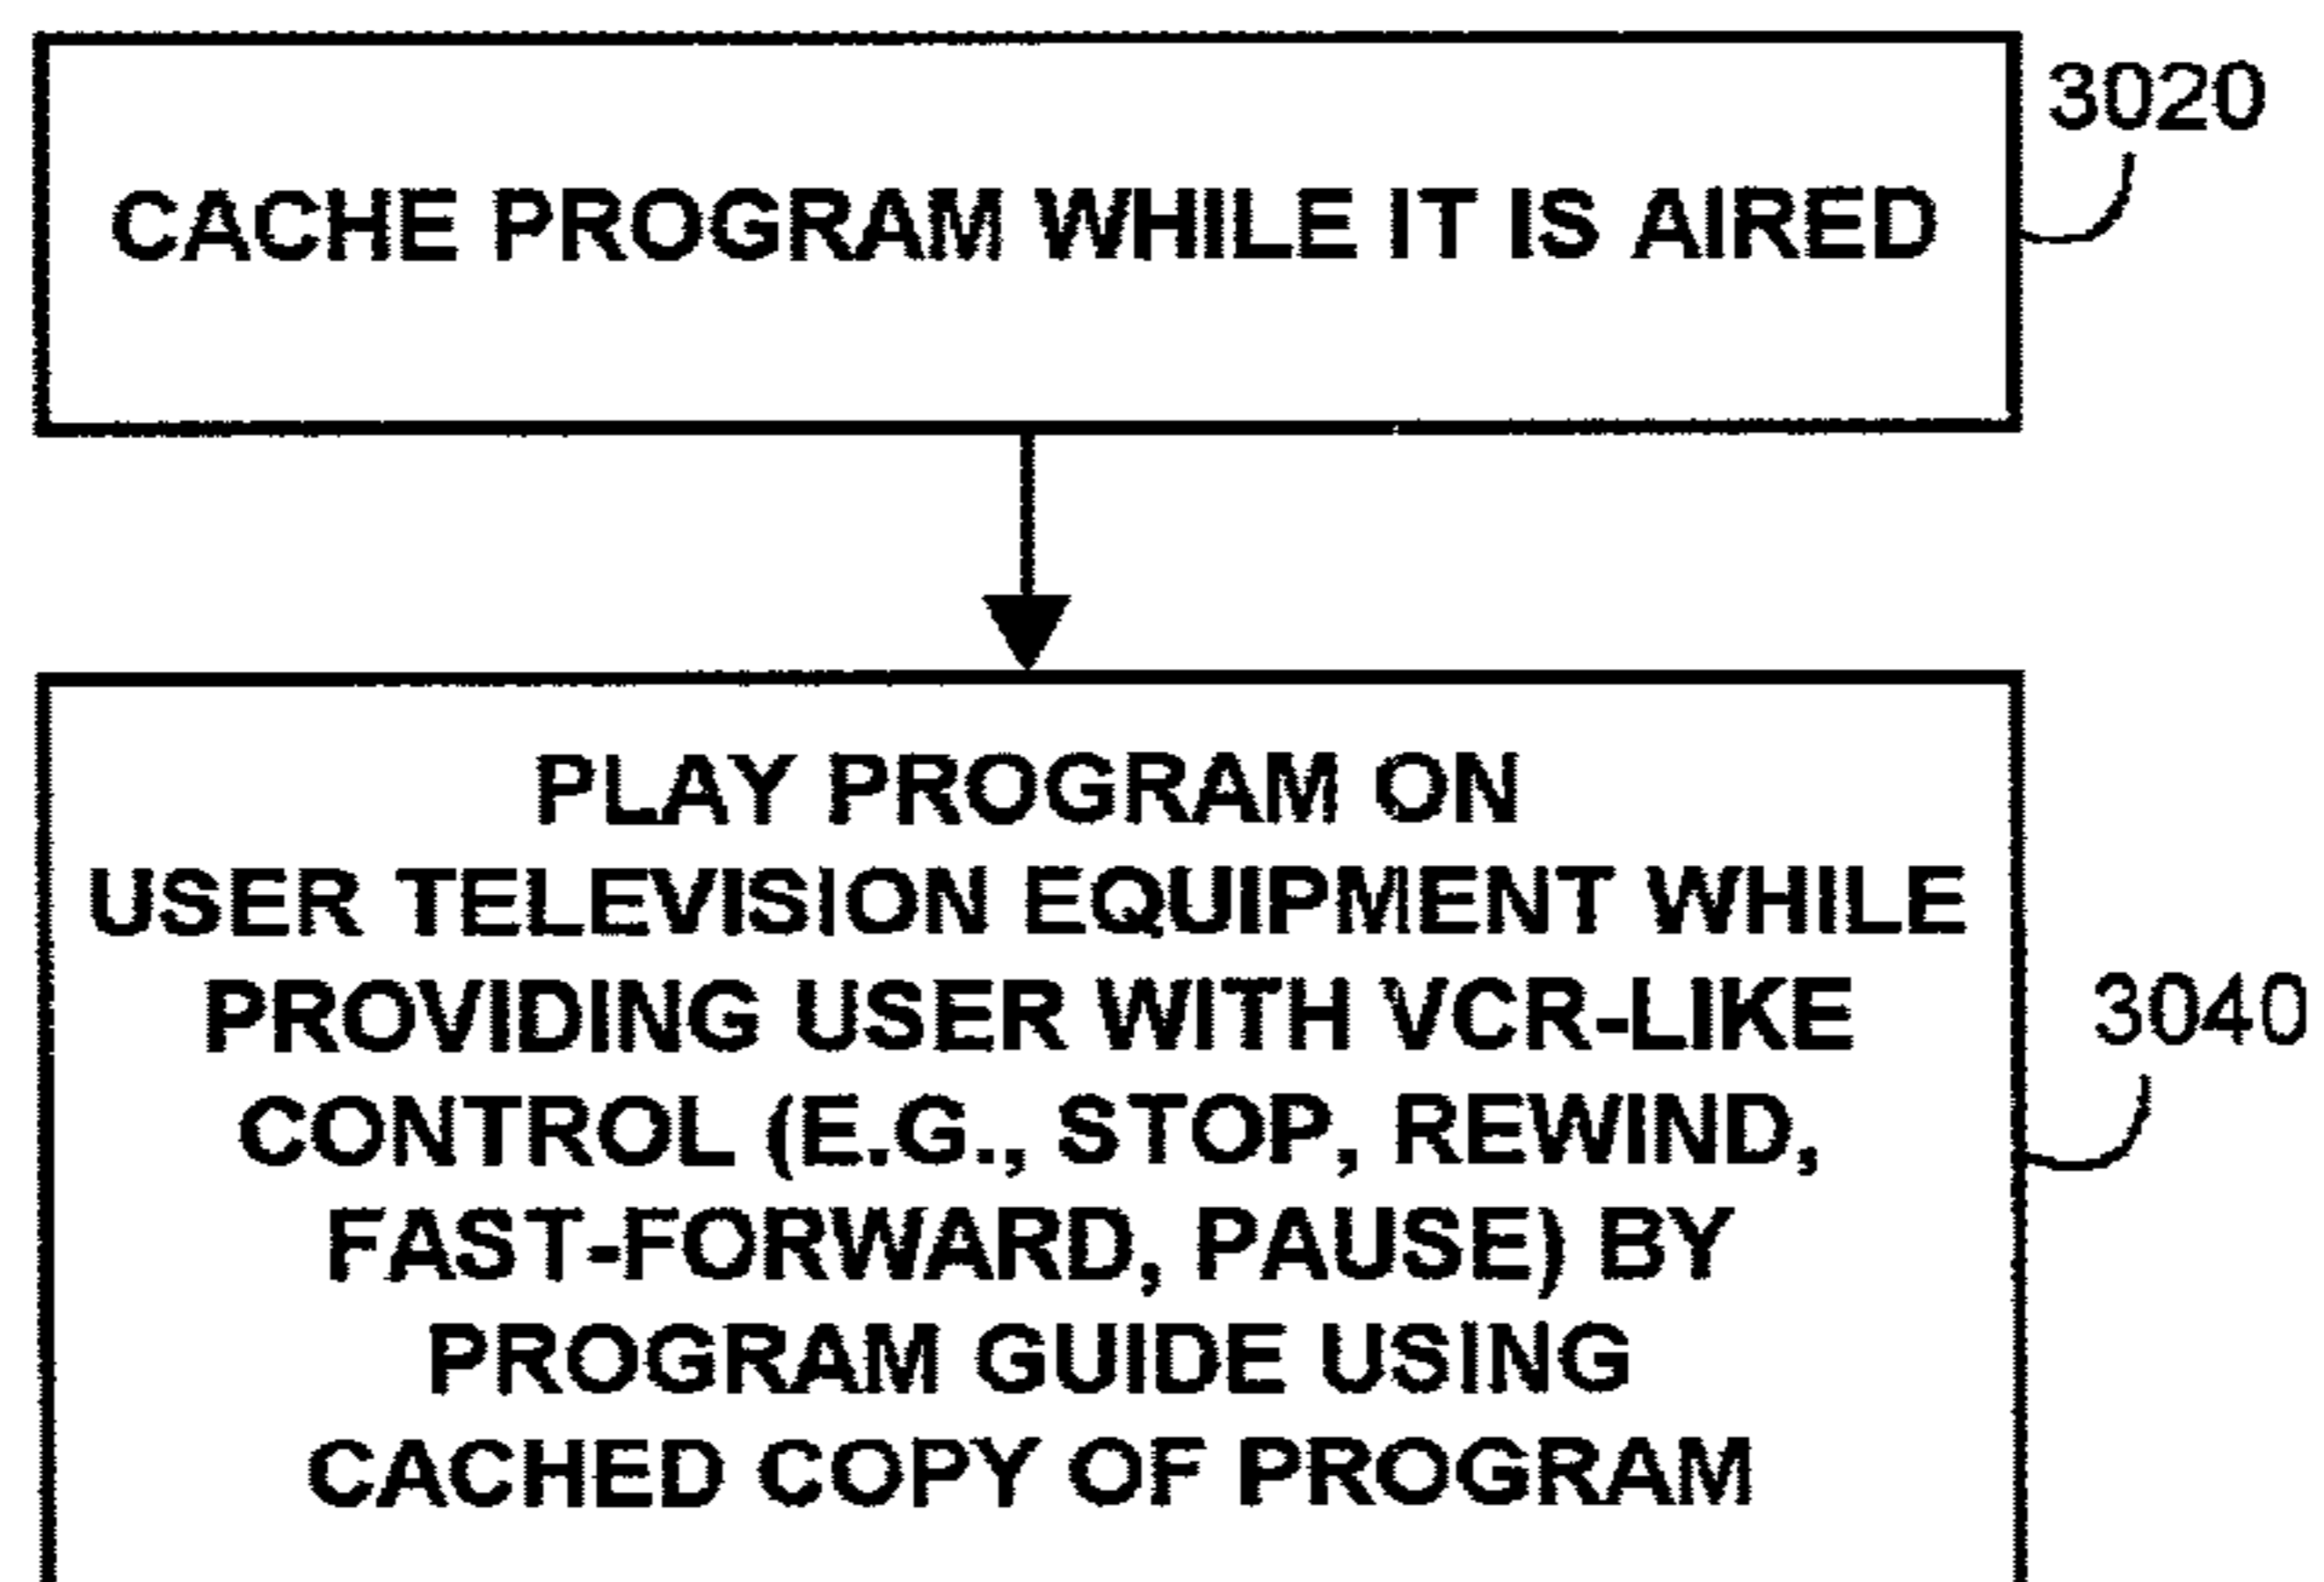 3020
CACHE PROGRAM WHILE IT IS AIRED
PLAY PROGRAM ON
USER TELEVISION EQUIPMENT WHILE
PROVIDING USER WITH VCR-LIKE
3040
CONTROL (E.G., STOP, REWIND,
FAST-FORWARD, PAUSE) BY
PROGRAM GUIDE USING
CACHED COPY OF PROGRAM